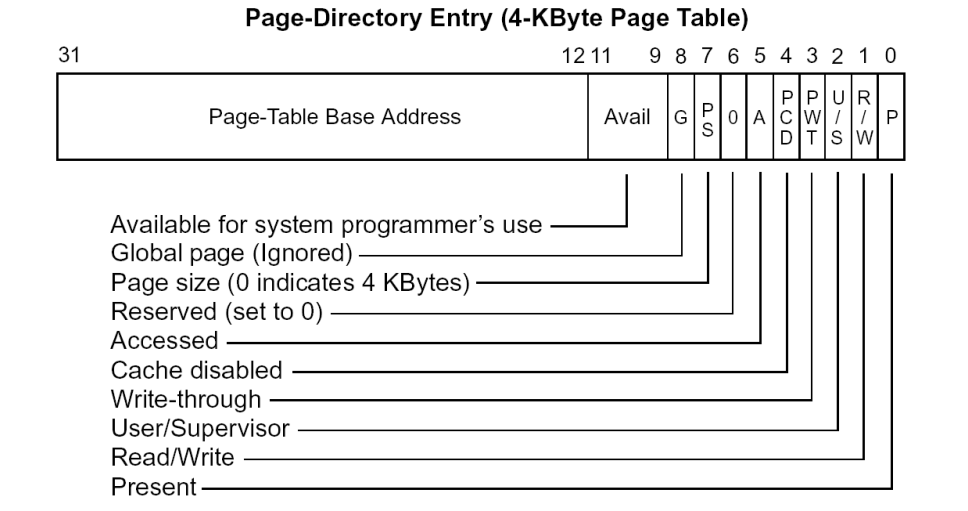 Page-Directory Entry (4-KByte Page Table)
31 12 11 9 8 7 6 5 4 3 2 1 0
Page-Table Base Address Avail G PS 0 A PCD PWT U/S R/W P
Available for system programmer’s use
Global page (Ignored)
Page size (0 indicates 4 KBytes)
Reserved (set to 0)
Accessed
Cache disabled
Write-through
User/Supervisor
Read/Write
Present